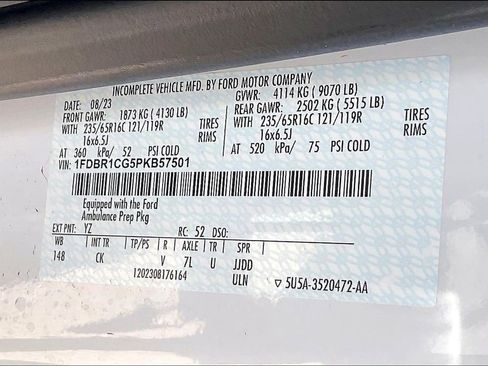 INCOMPLETE VEHICLE MFD. BY FORD MOTOR COMPANY
DATE: 08/23 GVWR: 4114 KG ( 9070 LB)
FRONT GAWR: 1873 KG ( 4130 LB) REAR GAWR: 2502 KG ( 5515 LB)
WITH 235/65R16C 121/119R TIRES WITH 235/65R16C 121/119R TIRES
16x6.5J RIMS 16x6.5J RIMS
AT 360 kPa/ 52 PSI COLD AT 520 kPa/ 75 PSI COLD
VIN: 1FDBR1CG5PKB57501
Equipped with the Ford
Ambulance Prep Pkg
EXT PNT: YZ RC: 52 DSO:
WB INT TR TP/PS R AXLE TR SPR
148 CK V 7L U JJDD
1202308176164 ULN ▽ 5U5A-3520472-AA